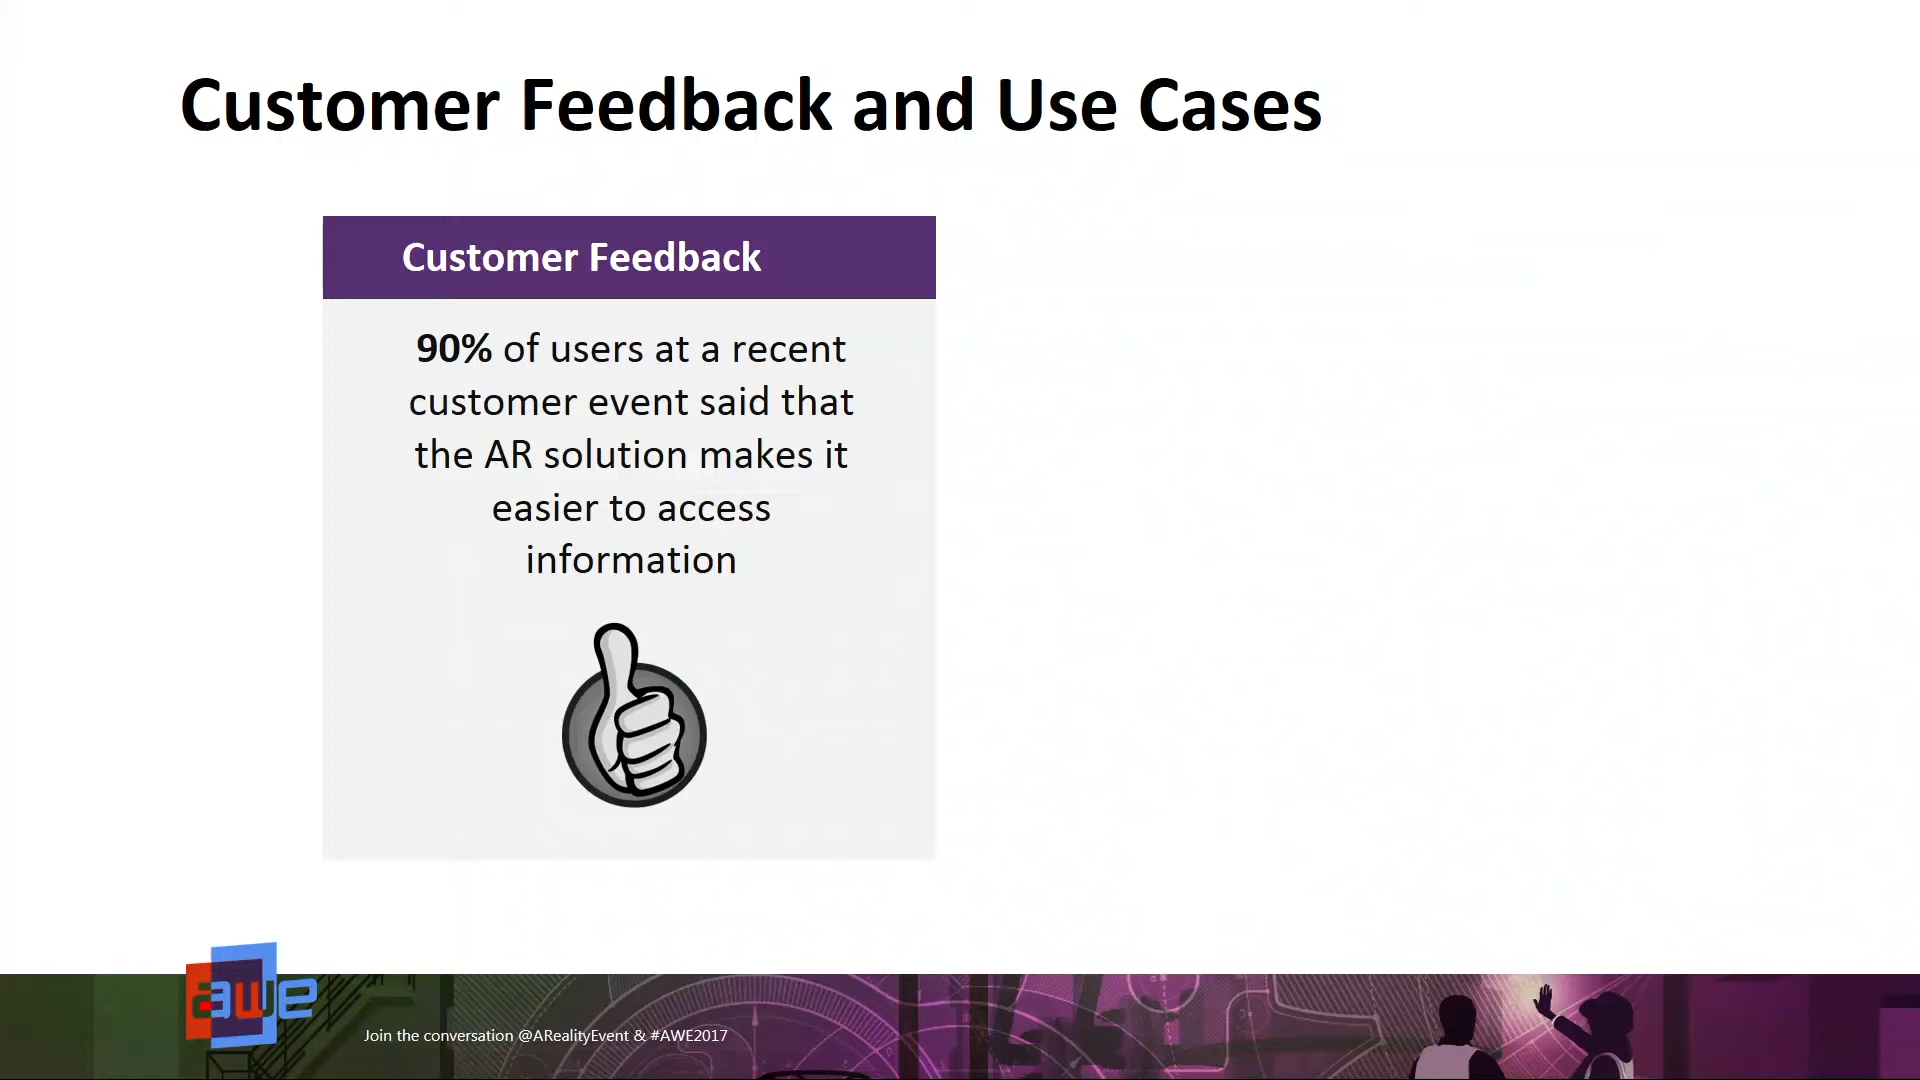 Customer Feedback and Use Cases
Customer Feedback
90% of users at a recent
customer event said that
the AR solution makes it
easier to access
information
awe
Join the conversation @ARealityEvent & #AWE2017